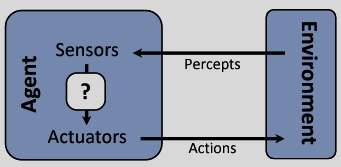 Agent
Sensors
?
Actuators
Percepts
Actions
Environment